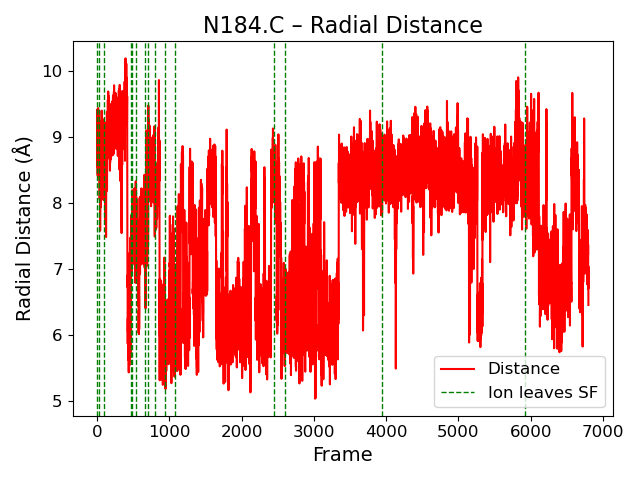 N184.C – Radial Distance
Radial Distance (Å)
10
9
8
7
6
5
0
1000
2000
3000
4000
5000
6000
7000
Frame
Distance
Ion leaves SF